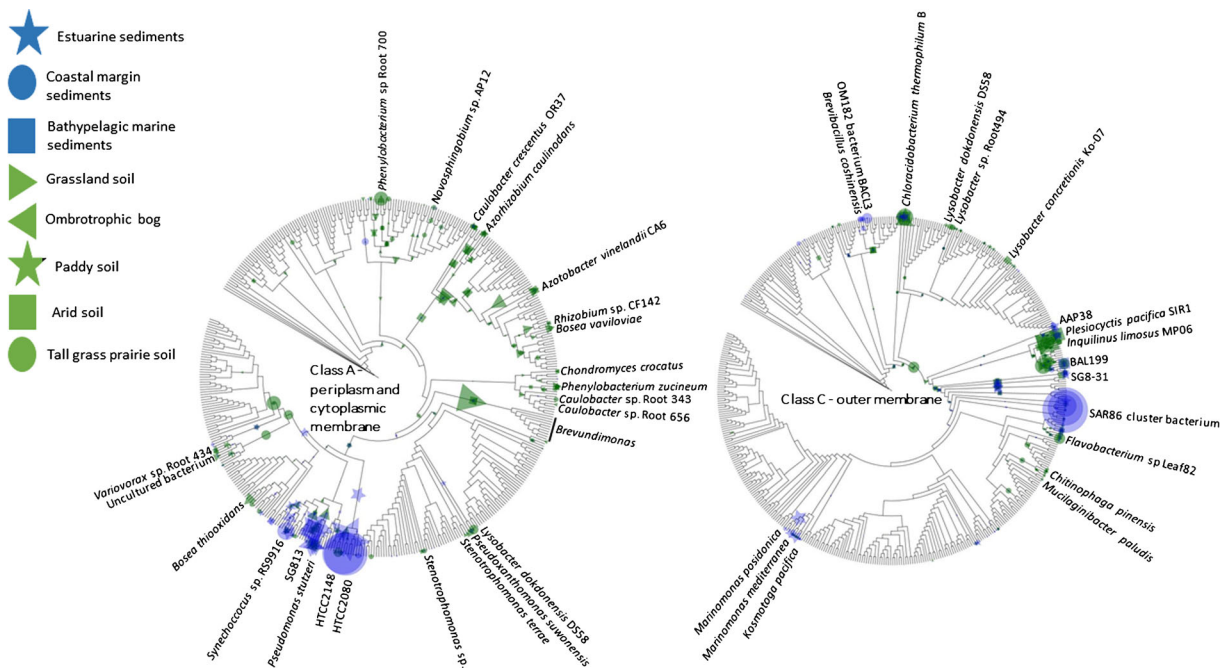 Estuarine sediments
Coastal margin
sediments
Bathypelagic marine
sediments
Grassland soil
Ombrotrophic bog
Paddy soil
Arid soil
Tall grass prairie soil
Phenylobacterium sp Root 700
Novosphingobium sp. AP12
Caulobacter crescentus OR37
Azorhizobium caulinodans
Azotobacter vinelandii CA6
Rhizobium sp. CF142
Bosea vaviloviae
Chondromyces crocatus
Phenylobacterium zucineum
Caulobacter sp. Root 343
Caulobacter sp. Root 656
Brevundimonas
Class A -
periplasm and
cytoplasmic
membrane
Variovorax sp. Root 434
Uncultured bacterium
Bosea thiooxidans
Synechoccocus sp. RS9916
SG813
Pseudomonas stutzeri
HTCC2148
HTCC2080
Stenotrophomonas sp.
Stenotrophomonas terrae
Pseudoxanthomonas suwonensis
Lysobacter dokdonensis DS58
OM182 bacterium BACL3
Brevibacillus coshinensis
Chloracidobacterium thermophilum B
Lysobacter dokdonensis DS58
Lysobacter sp. Root494
Lysobacter concretionis Ko-07
AAP38
Plesiocyctis pacifica SIR1
Inquilinus limosus MP06
BAL199
SG8-31
SAR86 cluster bacterium
Flavobacterium sp Leaf82
Chitinophaga pinensis
Mucilaginibacter paludis
Class C - outer membrane
Marinomonas posidonica
Marinomonas mediterranea
Kosmotoga pacifica